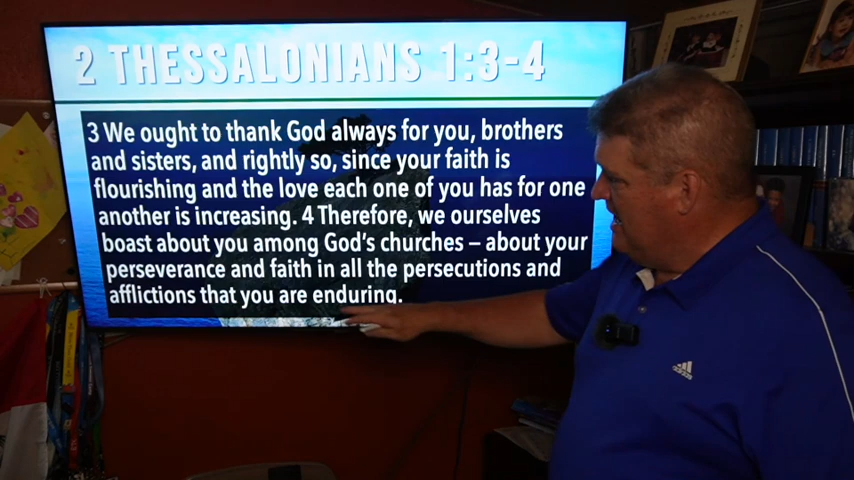 2 THESSALONIANS 1:3-4
3 We ought to thank God always for you, brothers
and sisters, and rightly so, since your faith is
flourishing and the love each one of you has for one
another is increasing. 4 Therefore, we ourselves
boast about you among God's churches – about your
perseverance and faith in all the persecutions and
afflictions that you are enduring.
adidas